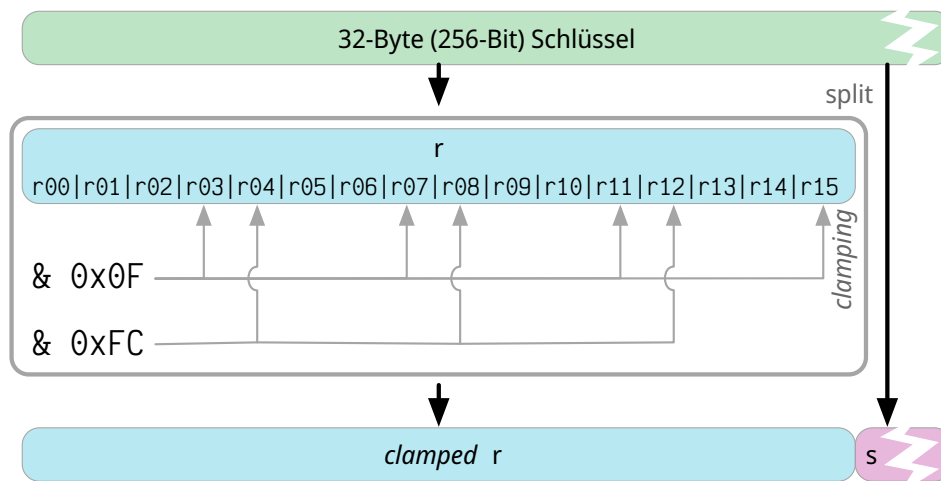 32-Byte (256-Bit) Schlüssel
split
r
r00|r01|r02|r03|r04|r05|r06|r07|r08|r09|r10|r11|r12|r13|r14|r15
clamping
& 0x0F
& 0xFC
clamped r
s